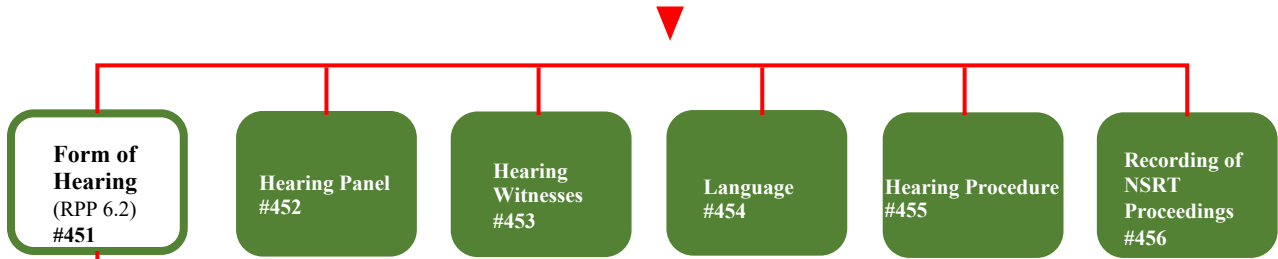 Form of
Hearing
(RPP 6.2)
#451
Hearing Panel
#452
Hearing
Witnesses
#453
Language
#454
Hearing Procedure
#455
Recording of
NSRT
Proceedings
#456